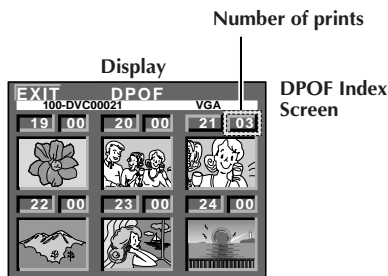 Number of prints
Display
DPOF Index
Screen
EXIT DPOF
100-DVC00021 VGA
19 00 20 00 21 03
22 00 23 00 24 00